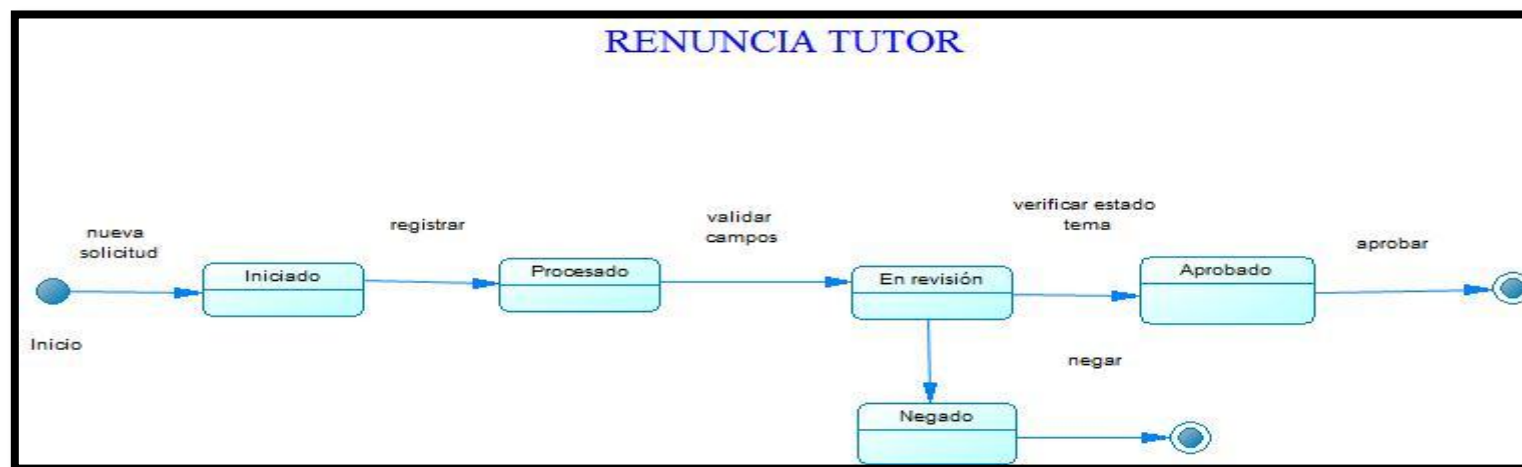 RENUNCIA TUTOR
nueva
solicitud
registrar
validar
campos
verificar estado
tema
aprobar
Iniciado
Procesado
En revisión
Aprobado
Inicio
negar
Negado